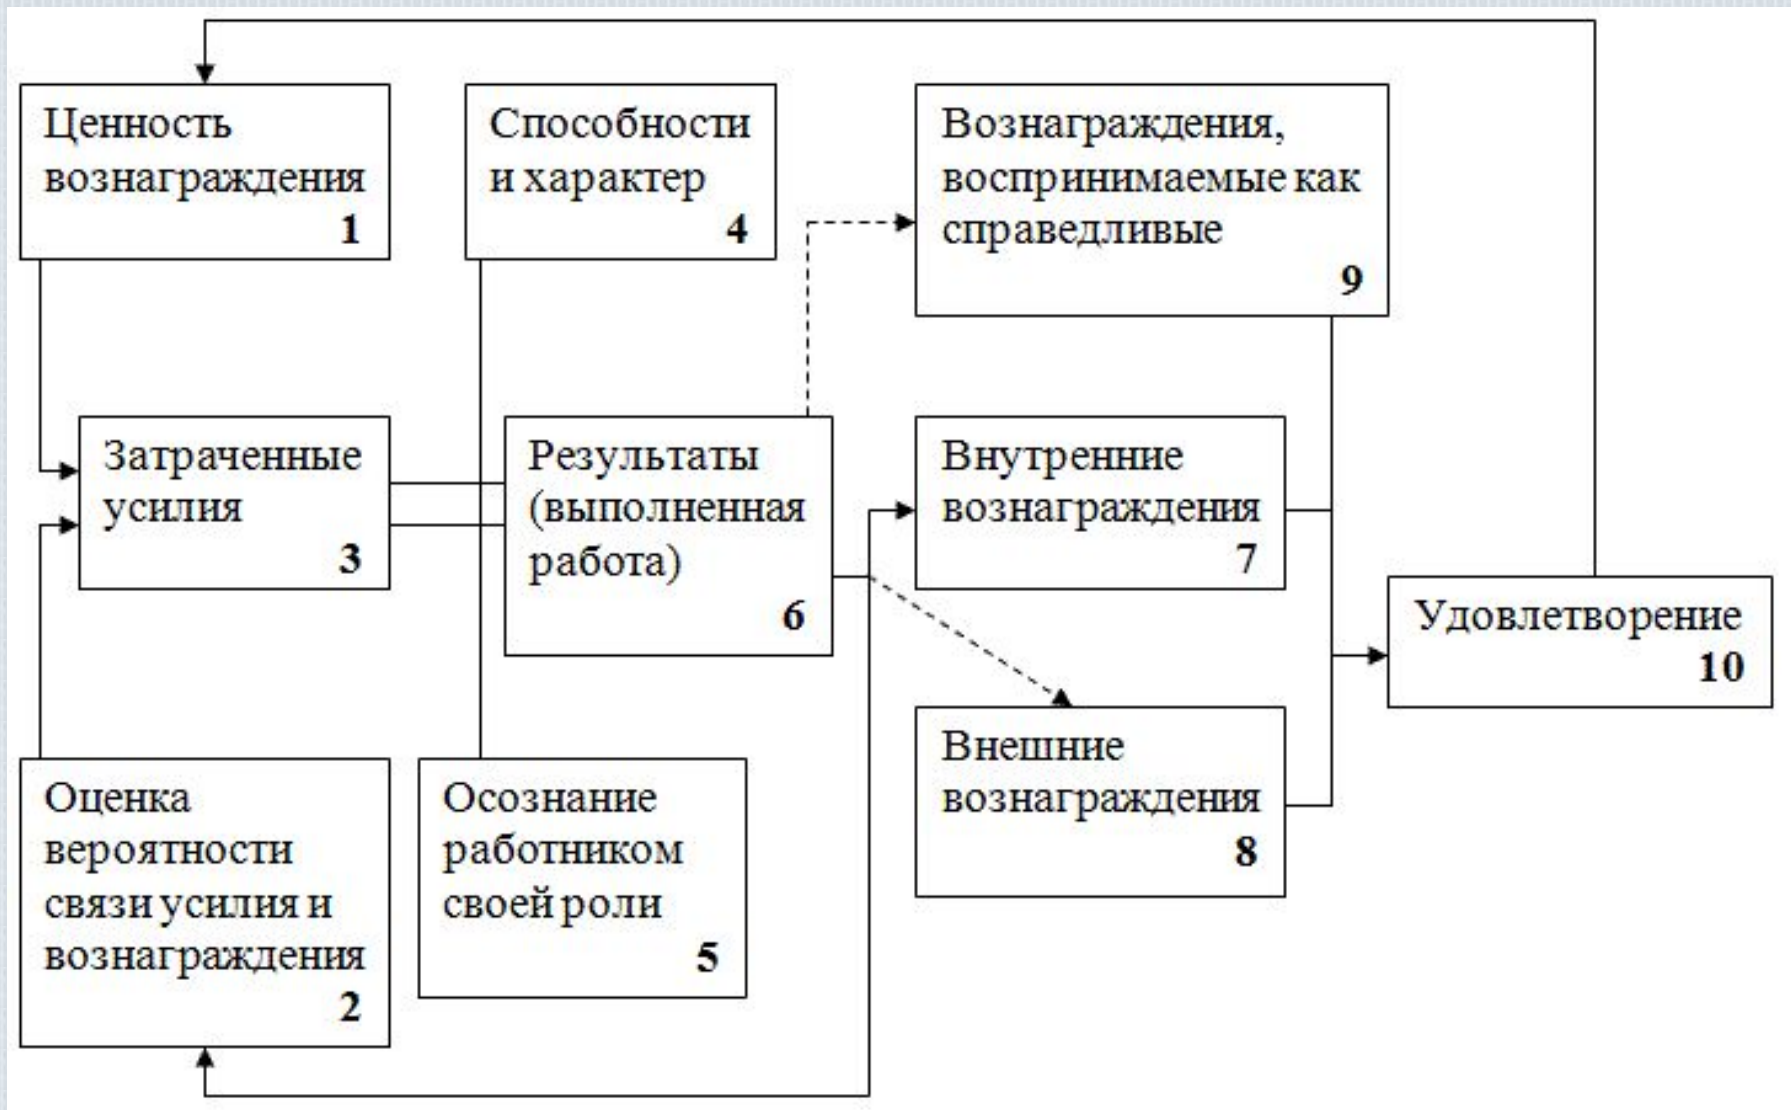 Ценность
вознаграждения
1
Способности
и характер
4
Вознаграждения,
воспринимаемые как
справедливые
9
Затраченные
усилия
3
Результаты
(выполненная
работа)
6
Внутренние
вознаграждения
7
Удовлетворение
10
Оценка
вероятности
связи усилия и
вознаграждения
2
Осознание
работником
своей роли
5
Внешние
вознаграждения
8